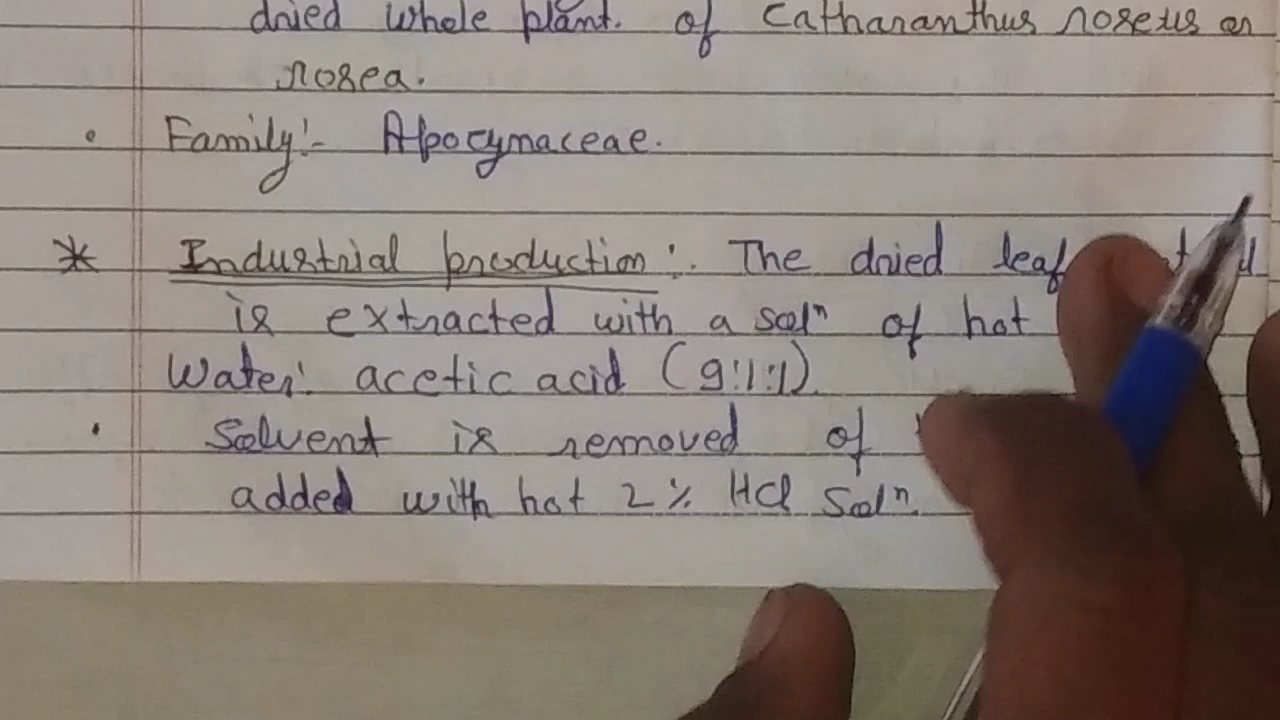 dried whole plant. of Catharanthus roseus or
rosea.
Family:- Apocynaceae.
* Industrial production:. The dried leaf
is extracted with a solⁿ of hot
Water: acetic acid (9:1:1).
Solvent is removed of
added with hot 2% HCl Solⁿ.